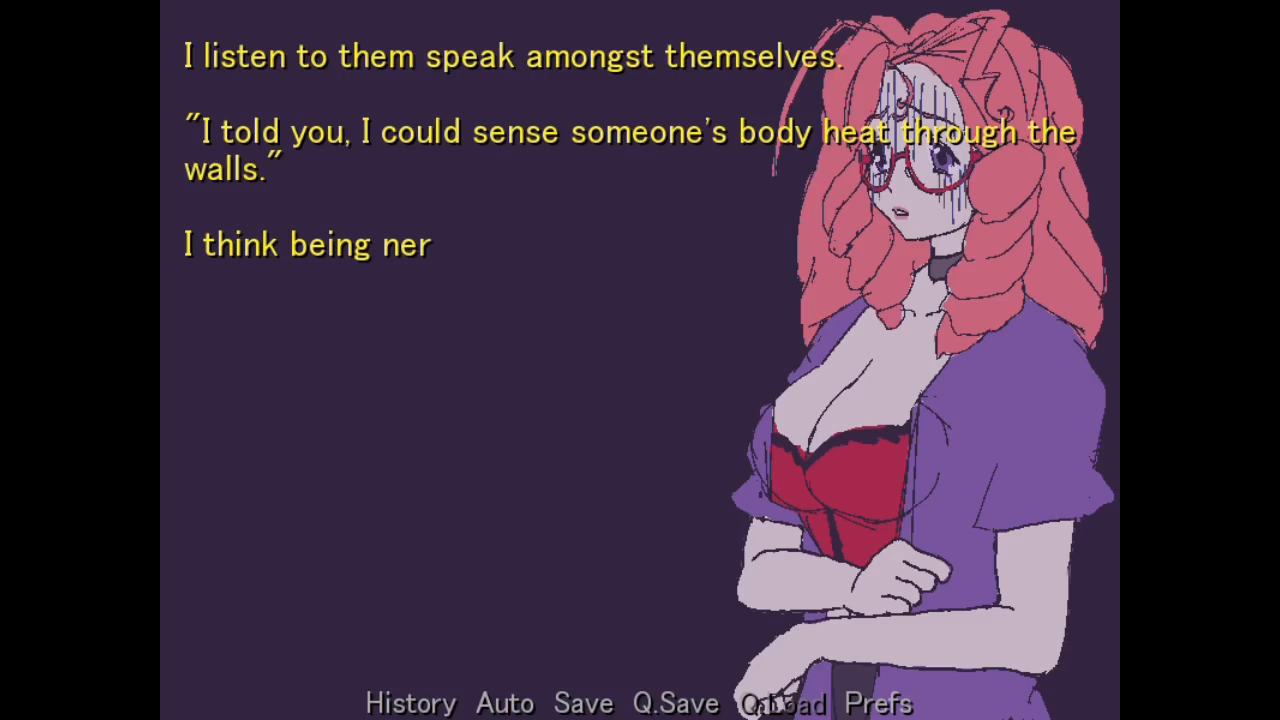 I listen to them speak amongst themselves.
"I told you, I could sense someone's body heat through the
walls."
I think being ner
History Auto Save Q.Save Q.Load Prefs